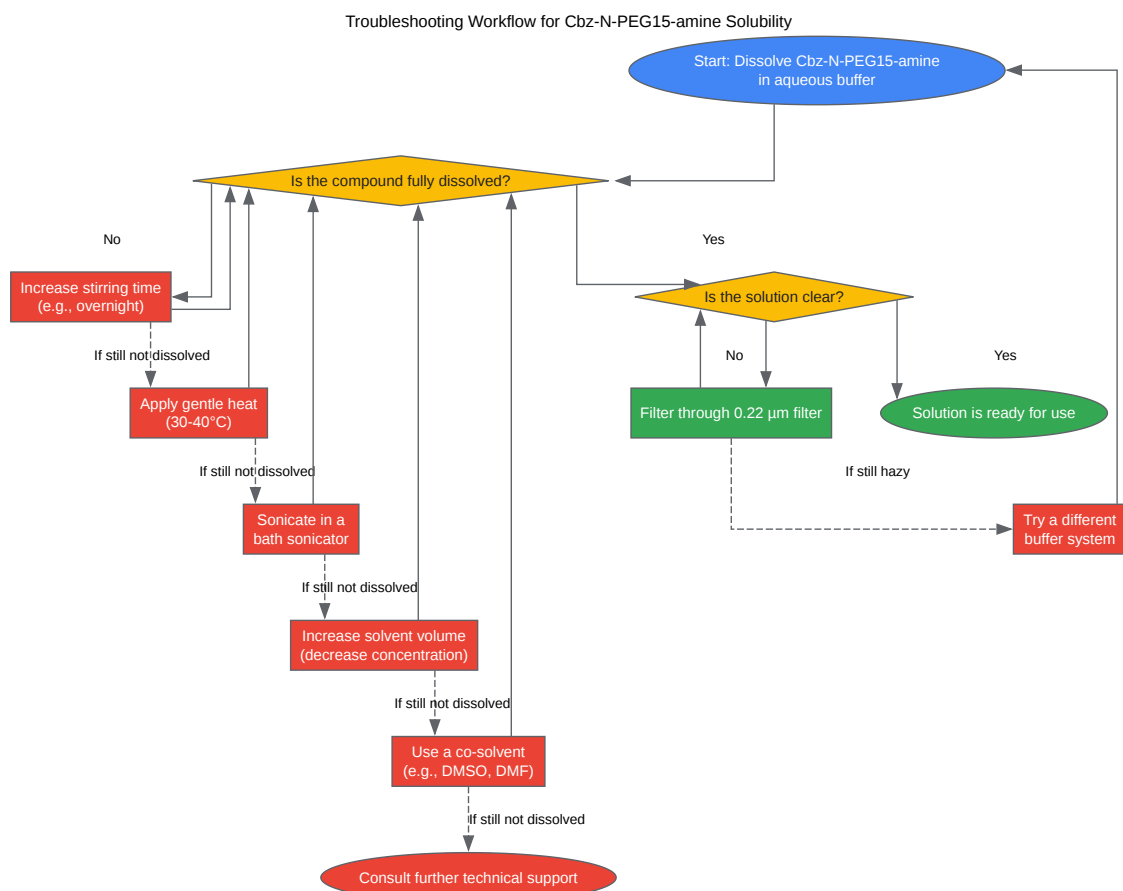 Troubleshooting Workflow for Cbz-N-PEG15-amine Solubility
Start: Dissolve Cbz-N-PEG15-amine
in aqueous buffer
Is the compound fully dissolved?
No
Yes
Increase stirring time
(e.g., overnight)
Is the solution clear?
If still not dissolved
No
Yes
Apply gentle heat
(30-40°C)
Filter through 0.22 µm filter
Solution is ready for use
If still not dissolved
If still hazy
Sonicate in a
bath sonicator
Try a different
buffer system
If still not dissolved
Increase solvent volume
(decrease concentration)
If still not dissolved
Use a co-solvent
(e.g., DMSO, DMF)
If still not dissolved
Consult further technical support